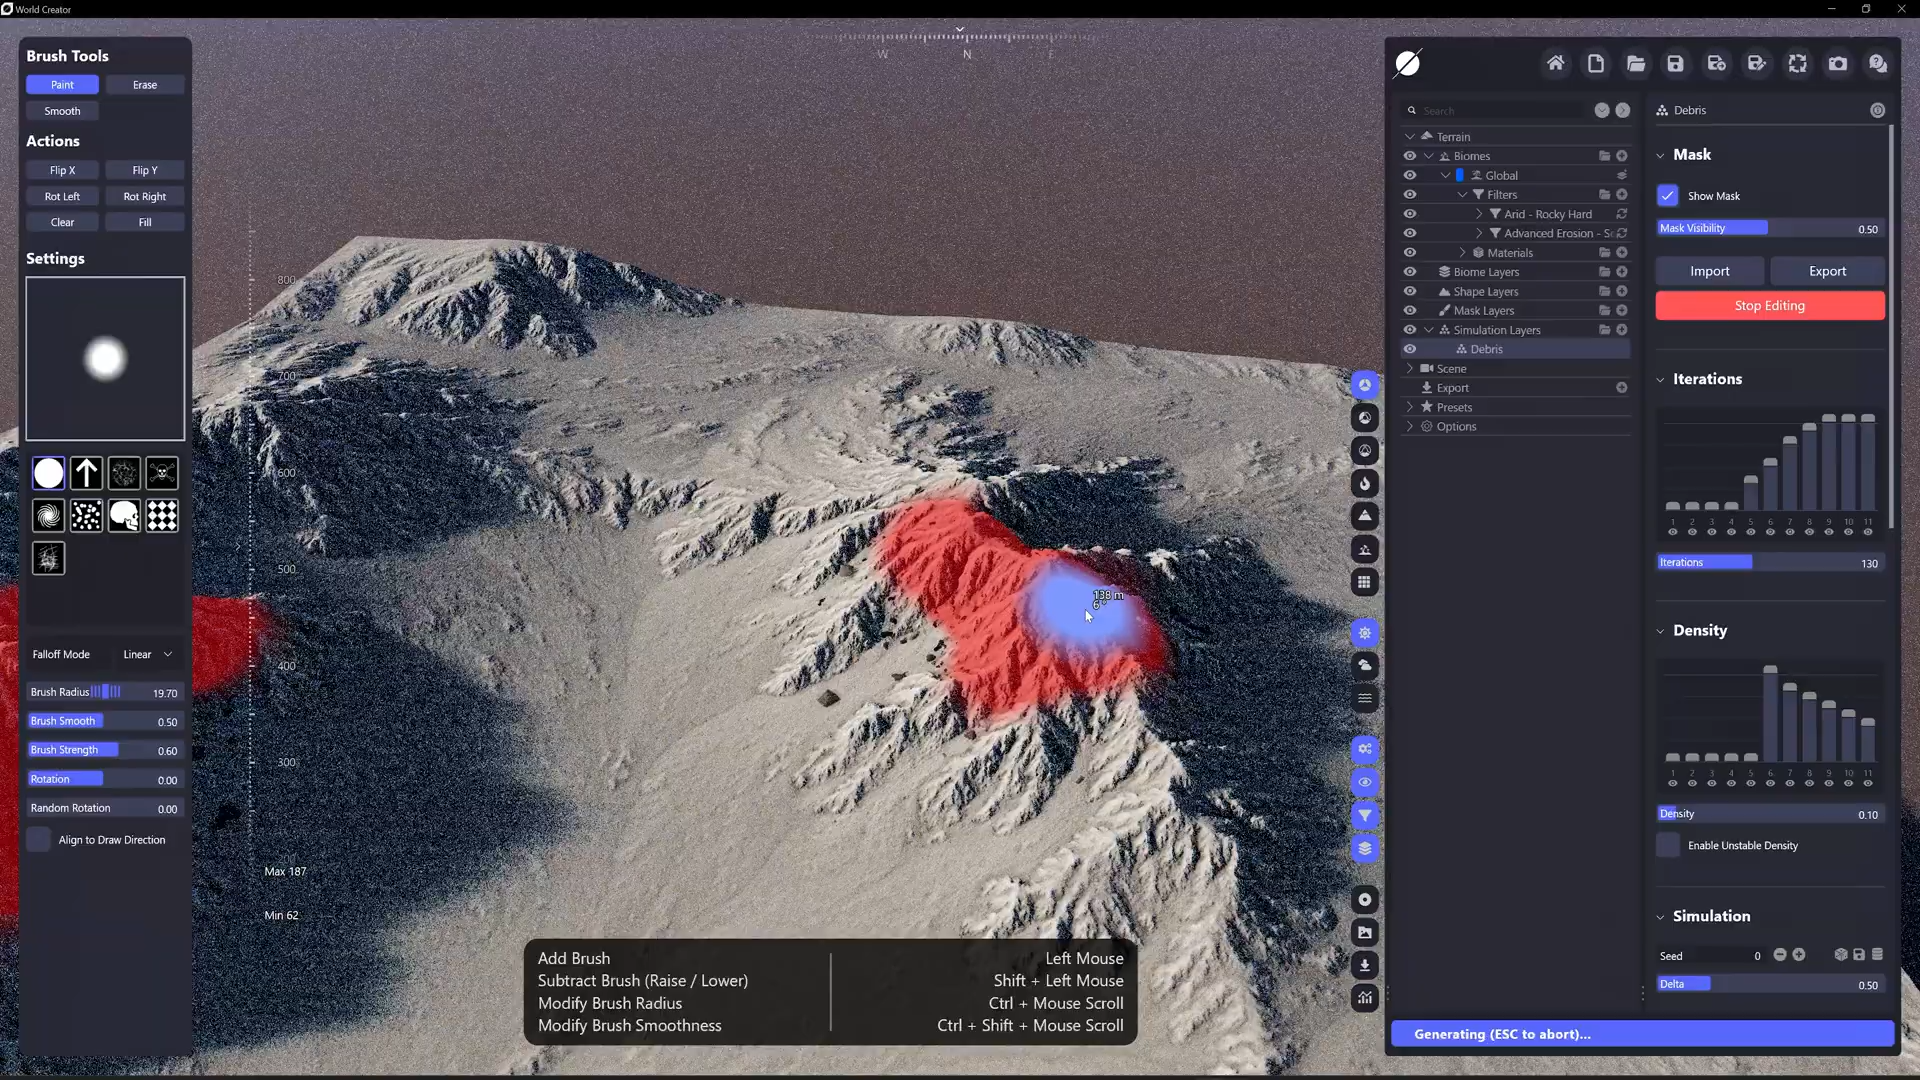 World Creator
Brush Tools
Paint
Erase
Smooth
Actions
Flip X
Flip Y
Rot Left
Rot Right
Clear
Fill
Settings
Falloff Mode
Linear
Brush Radius 19.70
Brush Smooth 0.50
Brush Strength 0.60
Rotation 0.00
Random Rotation 0.00
Align to Draw Direction
W N E
800
700
600
500
400
300
200
Max 187
Min 62
138 m
6°
Add Brush Left Mouse
Subtract Brush (Raise / Lower) Shift + Left Mouse
Modify Brush Radius Ctrl + Mouse Scroll
Modify Brush Smoothness Ctrl + Shift + Mouse Scroll
Search
Terrain
Biomes
Global
Filters
Arid - Rocky Hard
Advanced Erosion - S
Materials
Biome Layers
Shape Layers
Mask Layers
Simulation Layers
Debris
Scene
Export
Presets
Options
Debris
Mask
Show Mask
Mask Visibility 0.50
Import
Export
Stop Editing
Iterations
1 2 3 4 5 6 7 8 9 10 11
Iterations 130
Density
1 2 3 4 5 6 7 8 9 10 11
Density 0.10
Enable Unstable Density
Simulation
Seed 0
Delta 0.50
Generating (ESC to abort)...